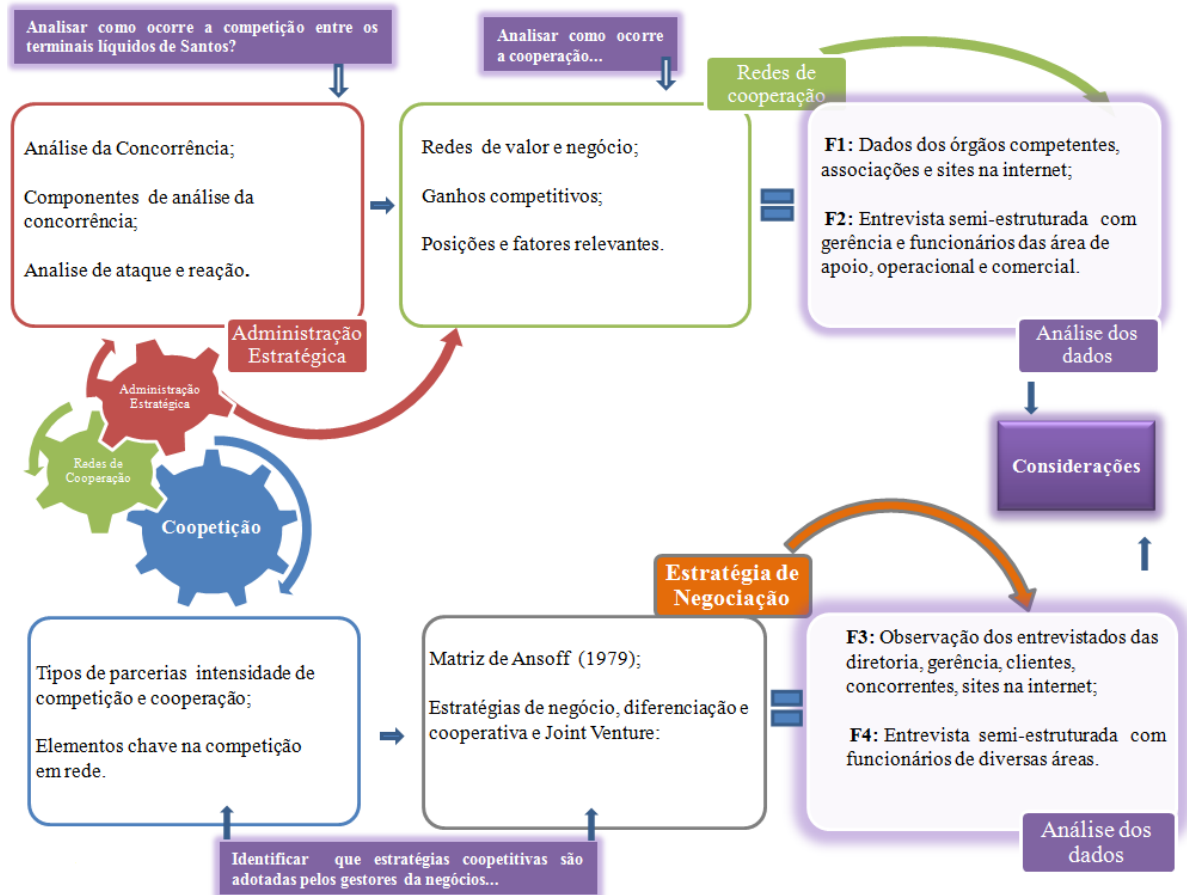 Analisar como ocorre a competição entre os
terminais líquidos de Santos?
Analisar como ocorre
a cooperação...
Redes de
cooperação
Análise da Concorrência;
Componentes de análise da
concorrência;
Analise de ataque e reação.
Administração
Estratégica
Redes de valor e negócio;
Ganhos competitivos;
Posições e fatores relevantes.
F1: Dados dos órgãos competentes,
associações e sites na internet;
F2: Entrevista semi-estruturada com
gerência e funcionários das área de
apoio, operacional e comercial.
Análise dos
dados
Administração
Estratégica
Redes de
Cooperação
Coopetição
Considerações
Estratégia de
Negociação
Tipos de parcerias intensidade de
competição e cooperação;
Elementos chave na competição
em rede.
Matriz de Ansoff (1979);
Estratégias de negócio, diferenciação e
cooperativa e Joint Venture:
F3: Observação dos entrevistados das
diretoria, gerência, clientes,
concorrentes, sites na internet;
F4: Entrevista semi-estruturada com
funcionários de diversas áreas.
Análise dos
dados
Identificar que estratégias coopetitivas são
adotadas pelos gestores da negócios...